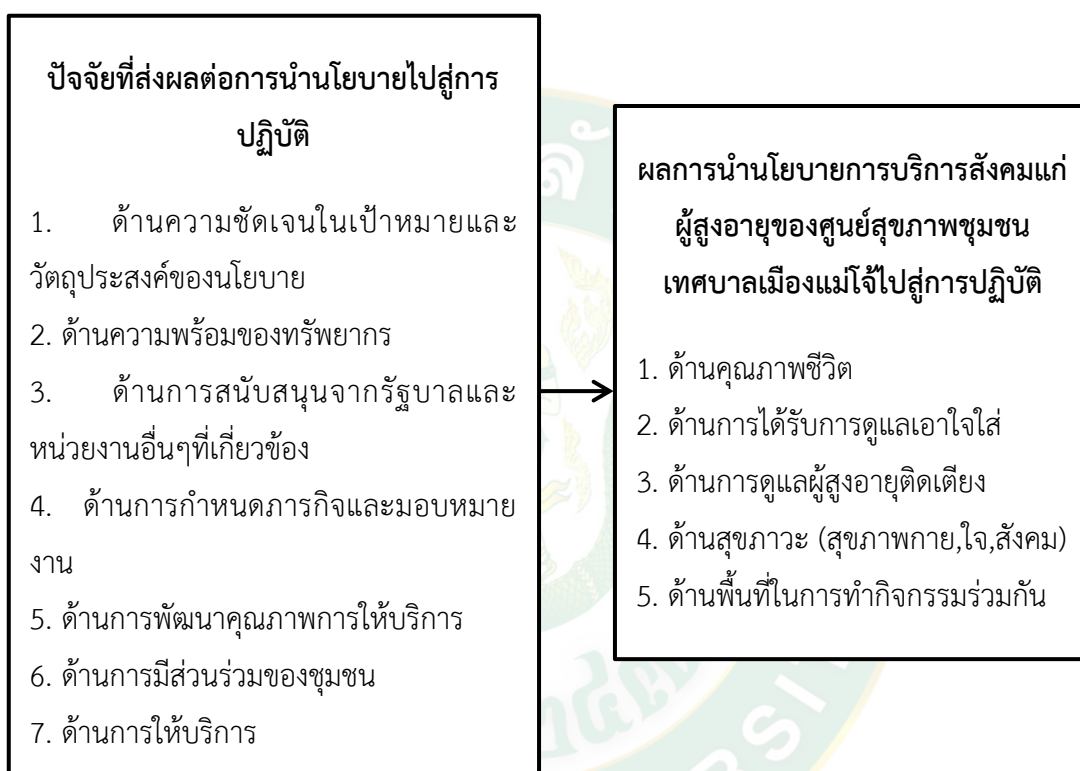 ปัจจัยที่ส่งผลต่อการนำนโยบายไปสู่การ
ปฏิบัติ
1. ด้านความชัดเจนในเป้าหมายและ
วัตถุประสงค์ของนโยบาย
2. ด้านความพร้อมของทรัพยากร
3. ด้านการสนับสนุนจากรัฐบาลและ
หน่วยงานอื่นๆที่เกี่ยวข้อง
4. ด้านการกำหนดภารกิจและมอบหมาย
งาน
5. ด้านการพัฒนาคุณภาพการให้บริการ
6. ด้านการมีส่วนร่วมของชุมชน
7. ด้านการให้บริการ
ผลการนำนโยบายการบริการสังคมแก่
ผู้สูงอายุของศูนย์สุขภาพชุมชน
เทศบาลเมืองแม่โจ้ไปสู่การปฏิบัติ
1. ด้านคุณภาพชีวิต
2. ด้านการได้รับการดูแลเอาใจใส่
3. ด้านการดูแลผู้สูงอายุติดเตียง
4. ด้านสุขภาวะ (สุขภาพกาย,ใจ,สังคม)
5. ด้านพื้นที่ในการทำกิจกรรมร่วมกัน